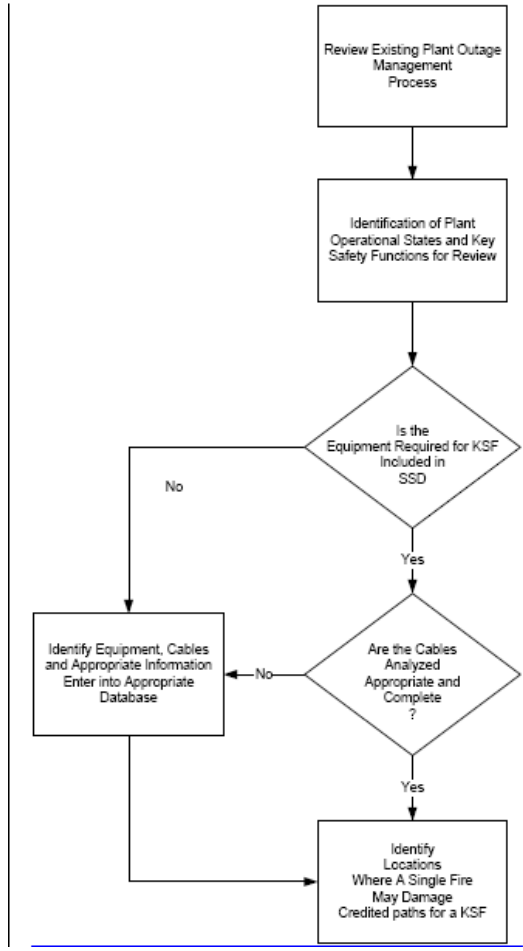 Review Existing Plant Outage
Management
Process
Identification of Plant
Operational States and Key
Safety Functions for Review
Is the
Equipment Required for KSF
Included in
SSD
No
Yes
Identify Equipment, Cables
and Appropriate Information
Enter into Appropriate
Database
No
Are the Cables
Analyzed
Appropriate and
Complete
?
Yes
Identify
Locations
Where A Single Fire
May Damage
Credited paths for a KSF